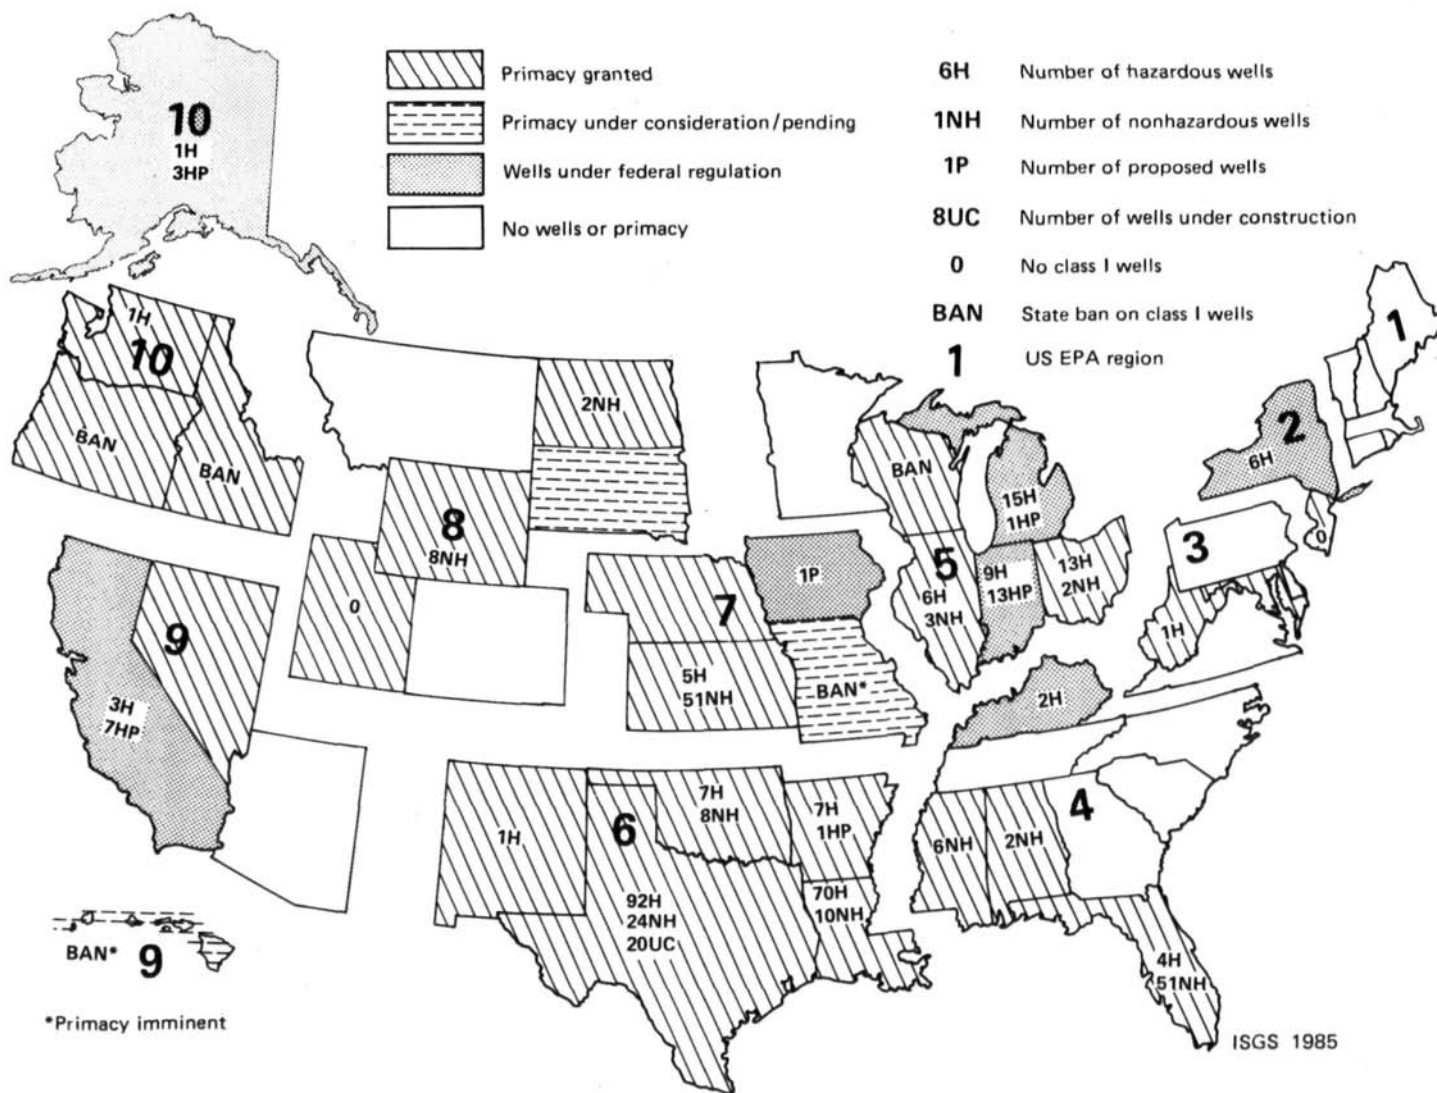 10
1H
3HP
Primacy granted
Primacy under consideration/pending
Wells under federal regulation
No wells or primacy
6H Number of hazardous wells
1NH Number of nonhazardous wells
1P Number of proposed wells
8UC Number of wells under construction
0 No class I wells
BAN State ban on class I wells
1 US EPA region
1H
10
BAN
BAN
2NH
8
8NH
0
9
3H
7HP
7
5H
51NH
1P
BAN*
BAN
15H
1HP
5
6H
3NH
9H
13HP
13H
2NH
1
2
6H
0
3
1H
2H
4
6NH
2NH
4H
51NH
1H
6
7H
8NH
7H
1HP
92H
24NH
20UC
70H
10NH
BAN*
9
*Primacy imminent
ISGS 1985